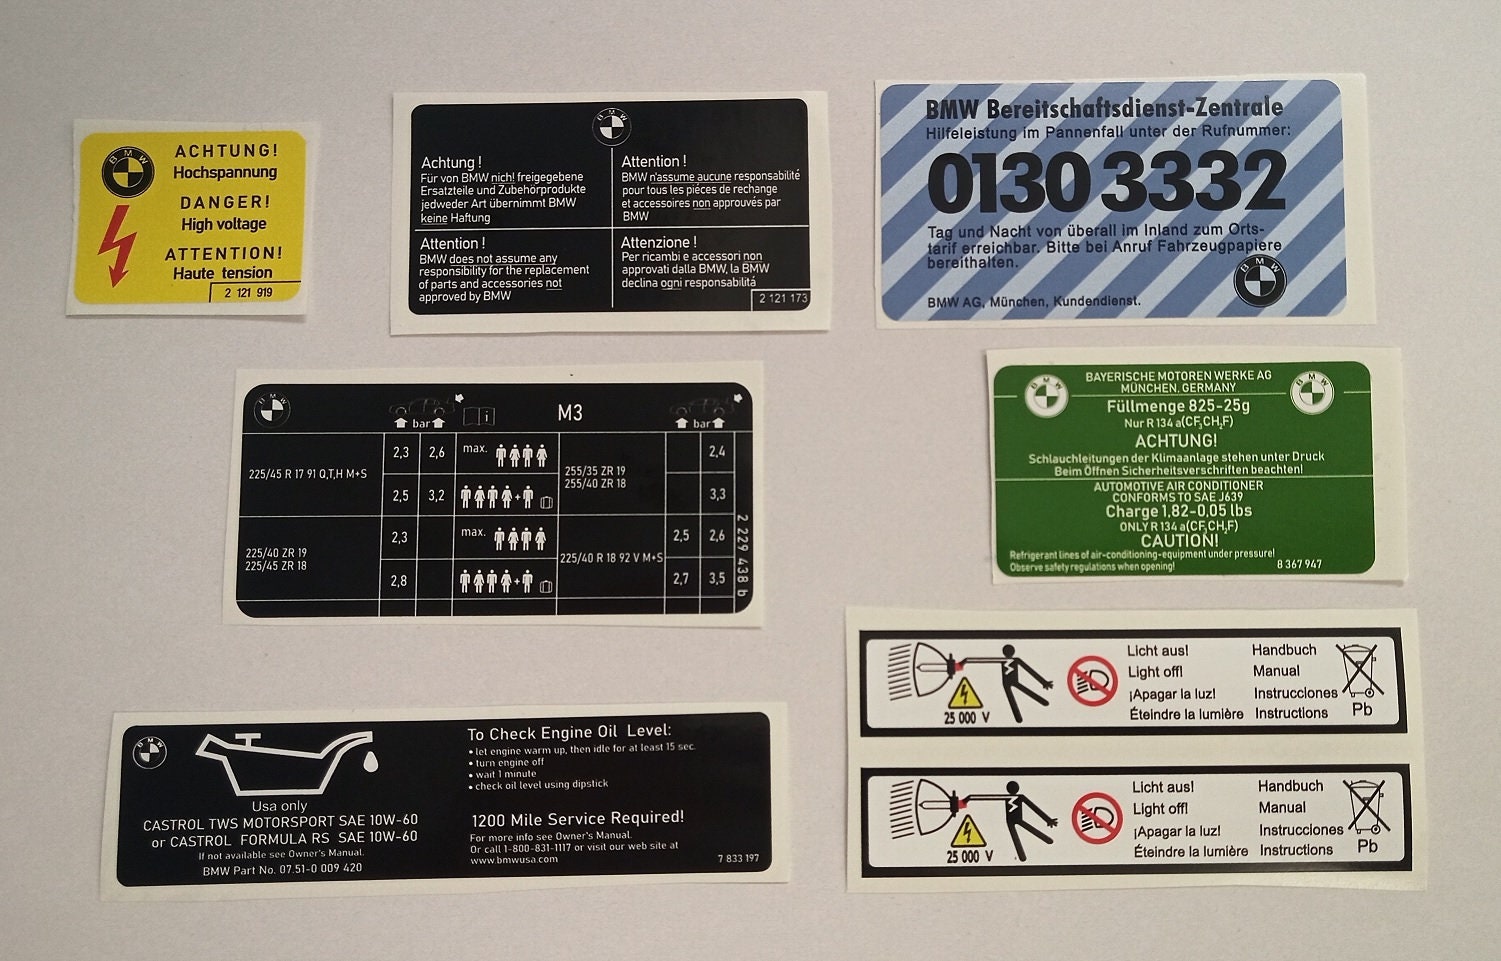 BMW
ACHTUNG!
Hochspannung
DANGER!
High voltage
ATTENTION!
Haute tension
2 121 919
BMW
Achtung !
Für von BMW nich! freigegebene
Ersatzteile und Zubehörprodukte
jedweder Art übernimmt BMW
keine Haftung
Attention !
BMW n'assume aucune responsabilité
pour tous les pièces de rechange
et accessoires non approuvés par
BMW
Attention !
BMW does not assume any
responsibility for the replacement
of parts and accessories not
approved by BMW
Attenzione !
Per ricambi e accessori non
approvati dalla BMW, la BMW
declina ogni responsabilitá
2 121 173
BMW Bereitschaftsdienst-Zentrale
Hilfeleistung im Pannenfall unter der Rufnummer:
0130 3332
Tag und Nacht von überall im Inland zum Orts-
tarif erreichbar. Bitte bei Anruf Fahrzeugpapiere
bereithalten.
BMW
BMW AG, München, Kundendienst.
BMW
bar
i
M3
bar
225/45 R 17 91 Q,T,H M+S
2,3 2,6 max.
2,5 3,2 +
255/35 ZR 19
255/40 ZR 18
2,4
3,3
225/40 ZR 19
225/45 ZR 18
2,3 max.
2,8 +
225/40 R 18 92 V M+S
2,5 2,6
2,7 3,5
2 229 438 b
BMW
BMW
BAYERISCHE MOTOREN WERKE AG
MÜNCHEN, GERMANY
Füllmenge 825-25g
Nur R 134 a(CF3CH2F)
ACHTUNG!
Schlauchleitungen der Klimaanlage stehen unter Druck
Beim Öffnen Sicherheitsverschriften beachten!
AUTOMOTIVE AIR CONDITIONER
CONFORMS TO SAE J639
Charge 1,82-0,05 lbs
ONLY R 134 a(CF3CH2F)
CAUTION!
Refrigerant lines of air-conditioning-equipment under pressure!
Observe safety regulations when opening!
8 367 947
BMW
Usa only
CASTROL TWS MOTORSPORT SAE 10W-60
or CASTROL FORMULA RS SAE 10W-60
If not available see Owner's Manual.
BMW Part No. 07.51-0 009 420
To Check Engine Oil Level:
• let engine warm up, then idle for at least 15 sec.
• turn engine off
• wait 1 minute
• check oil level using dipstick
1200 Mile Service Required!
For more info see Owner's Manual.
Or call 1-800-831-1117 or visit our web site at
www.bmwusa.com
7 833 197
25 000 V
Licht aus!
Light off!
¡Apagar la luz!
Éteindre la lumière
Handbuch
Manual
Instrucciones
Instructions
Pb
25 000 V
Licht aus!
Light off!
¡Apagar la luz!
Éteindre la lumière
Handbuch
Manual
Instrucciones
Instructions
Pb